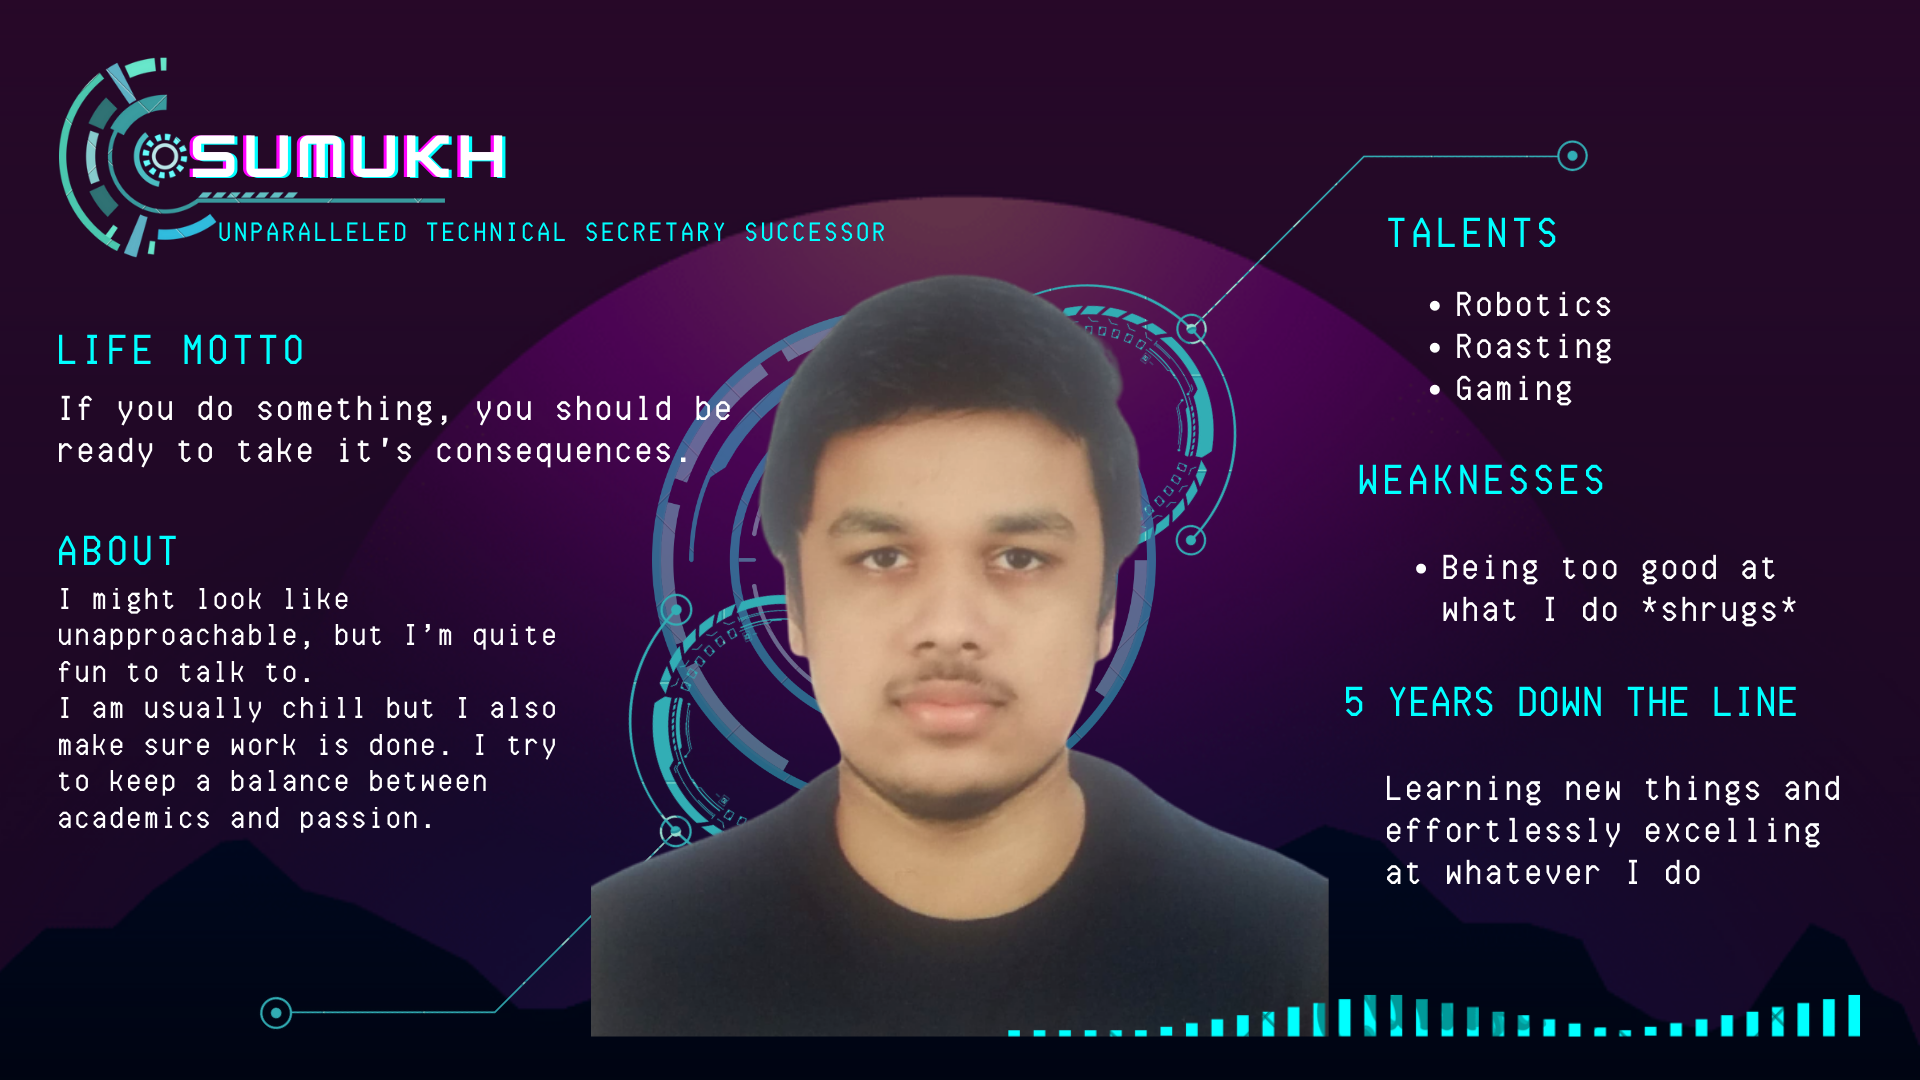 SUMUKH
UNPARALLELED TECHNICAL SECRETARY SUCCESSOR
LIFE MOTTO
If you do something, you should be
ready to take it's consequences.
ABOUT
I might look like
unapproachable, but I’m quite
fun to talk to.
I am usually chill but I also
make sure work is done. I try
to keep a balance between
academics and passion.
TALENTS
• Robotics
• Roasting
• Gaming
WEAKNESSES
• Being too good at
what I do *shrugs*
5 YEARS DOWN THE LINE
Learning new things and
effortlessly excelling
at whatever I do